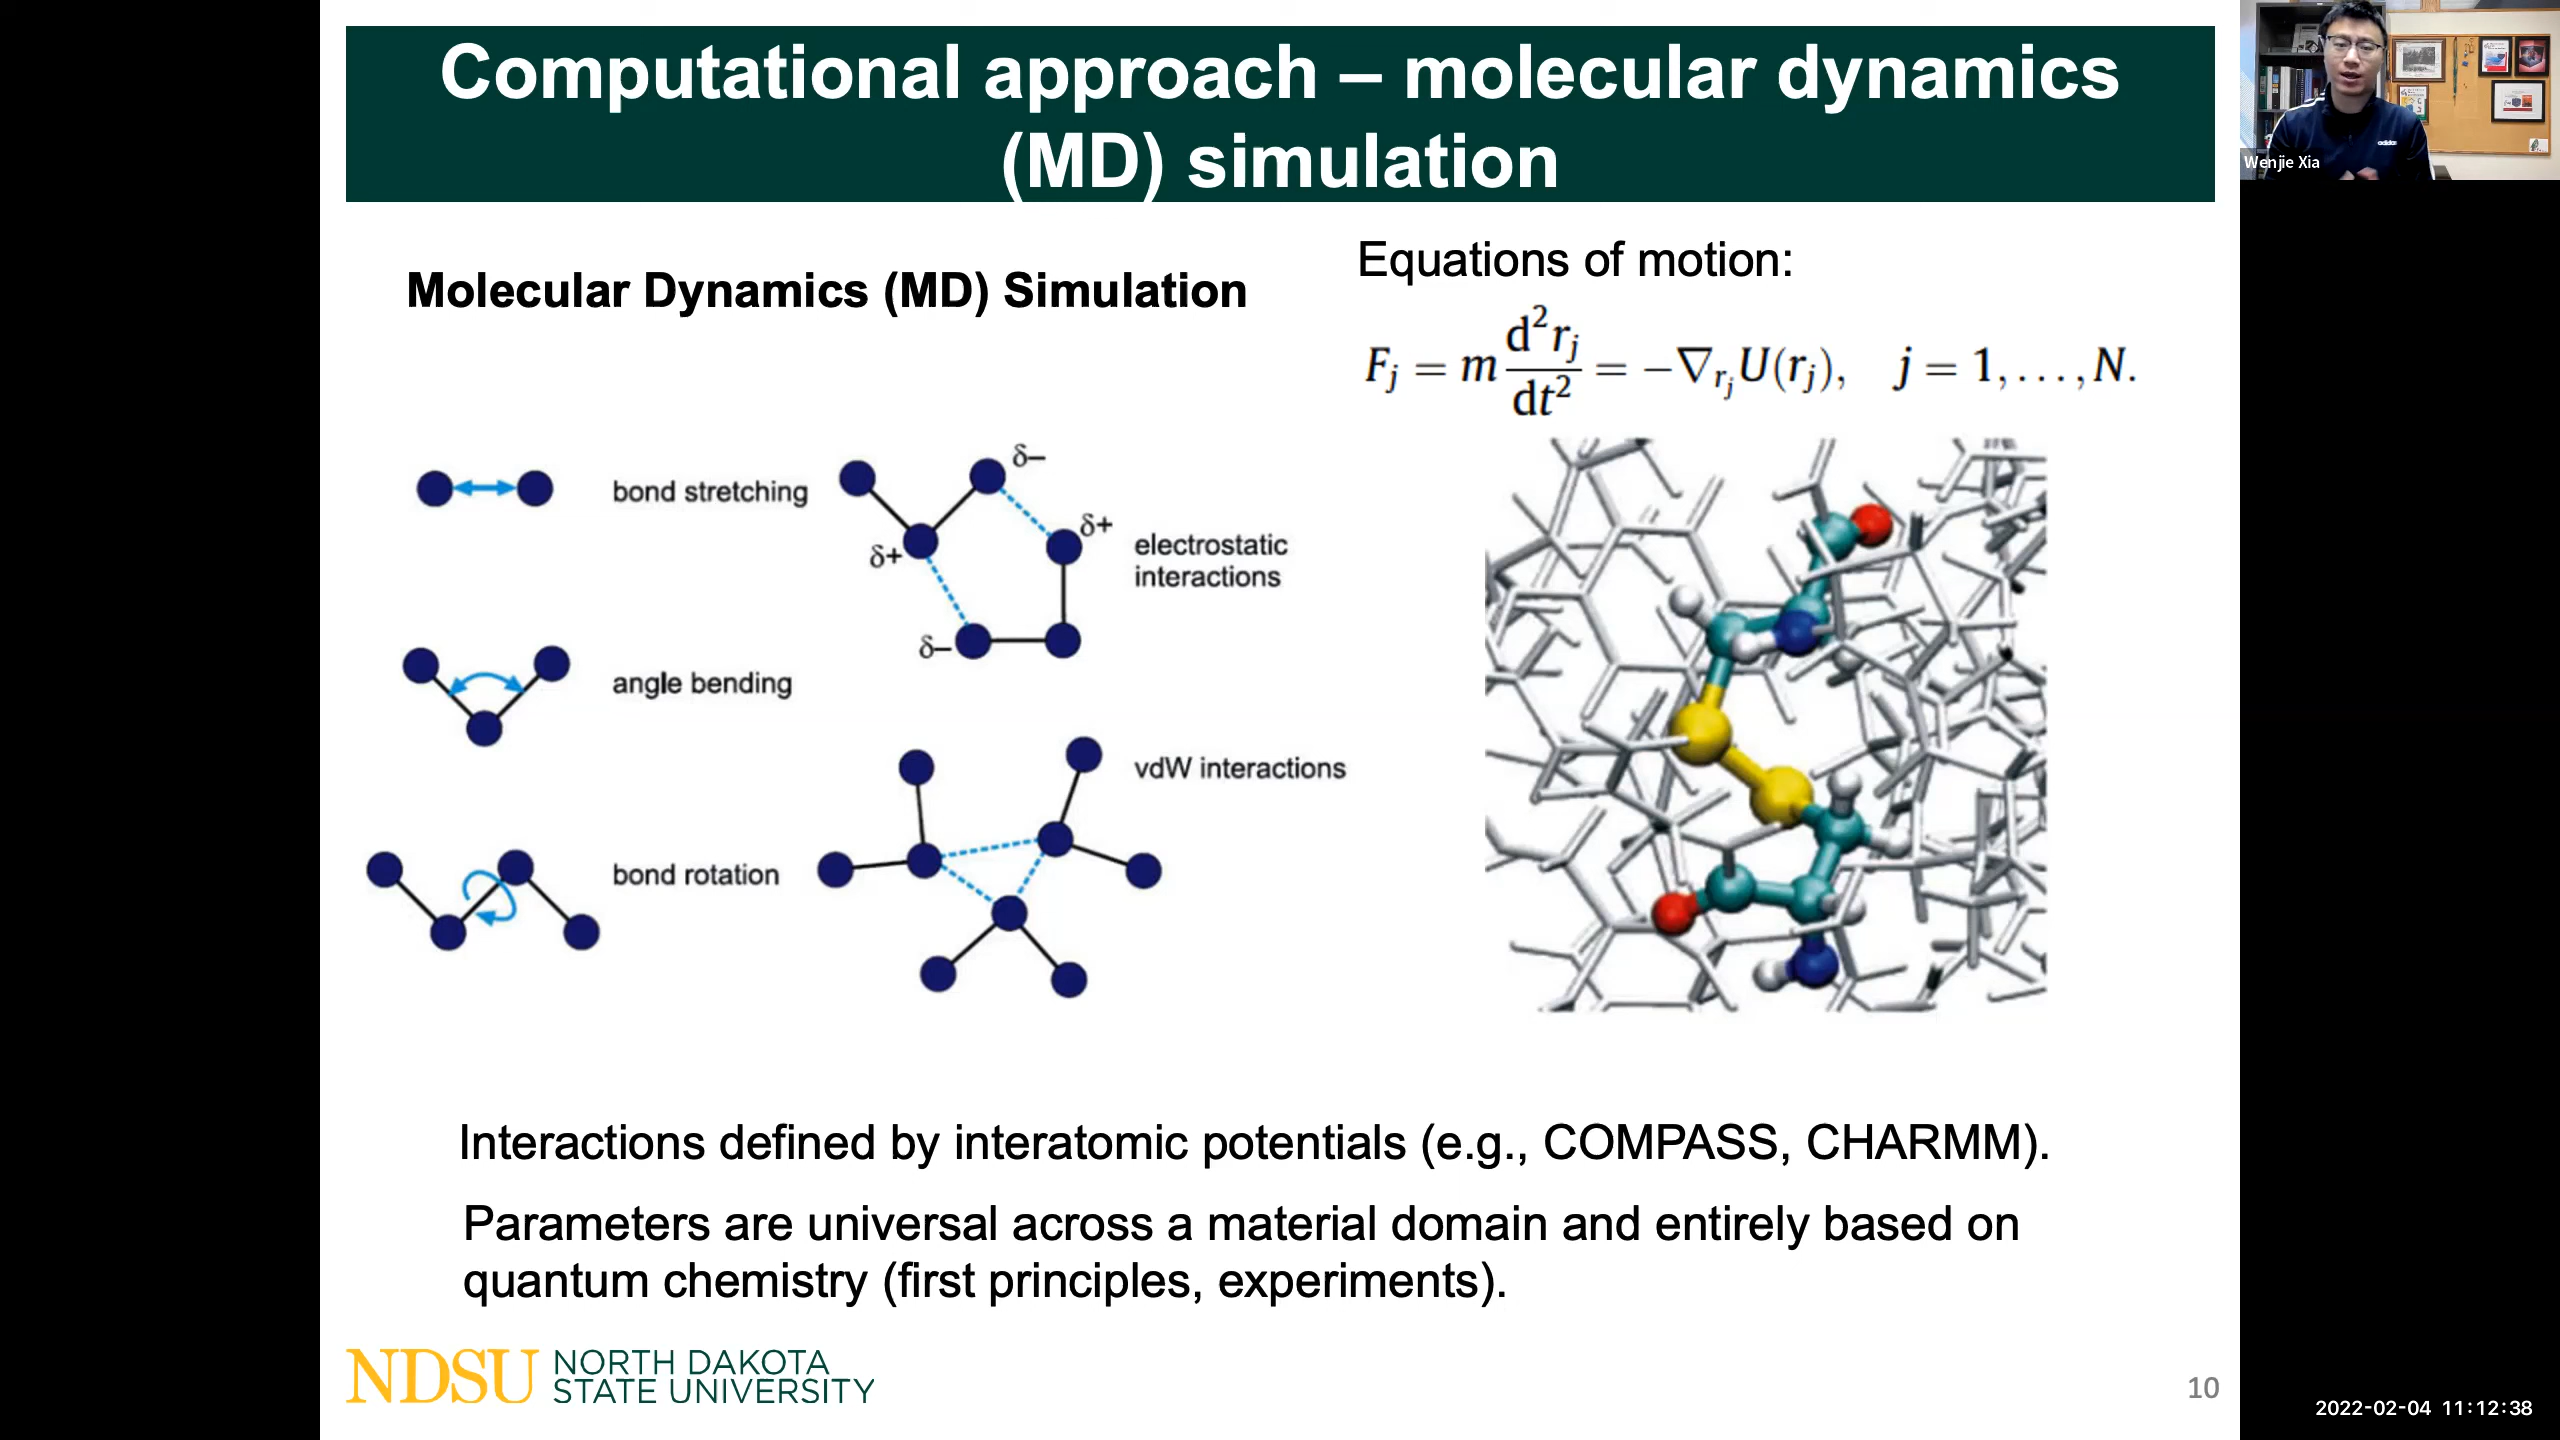 Computational approach – molecular dynamics
(MD) simulation
Wenjie Xia
adidas
Molecular Dynamics (MD) Simulation
Equations of motion:
F_j = m d²r_j/dt² = −∇_{r_j}U(r_j), j = 1,...,N.
bond stretching
δ−
δ+
δ+
δ−
electrostatic
interactions
angle bending
vdW interactions
bond rotation
Interactions defined by interatomic potentials (e.g., COMPASS, CHARMM).
Parameters are universal across a material domain and entirely based on
quantum chemistry (first principles, experiments).
NDSU NORTH DAKOTA
STATE UNIVERSITY
10
2022-02-04 11:12:38